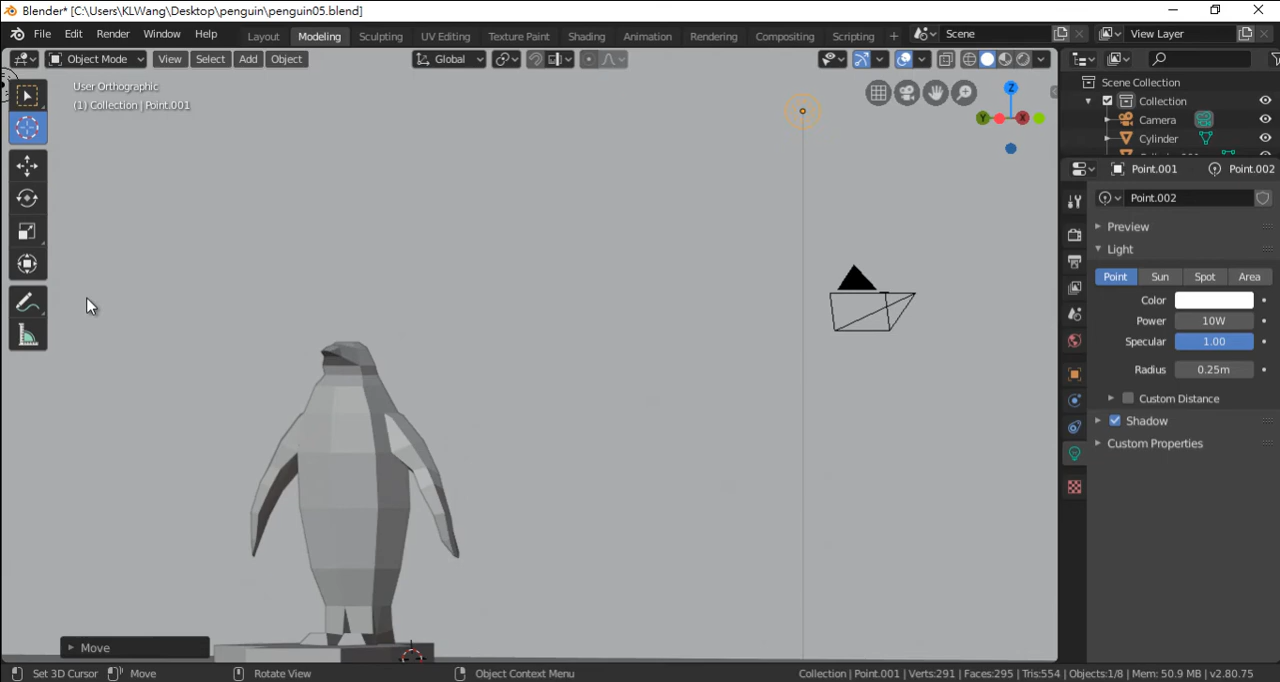 Blender* [C:\Users\KLWang\Desktop\penguin\penguin05.blend]
File Edit Render Window Help Layout Modeling Sculpting UV Editing Texture Paint Shading Animation Rendering Compositing Scripting + Scene View Layer
Object Mode View Select Add Object Global
User Orthographic
(1) Collection | Point.001
Z
Y X
Scene Collection
Collection
Camera
Cylinder
Point.001 Point.002
Point.002
Preview
Light
Point Sun Spot Area
Color
Power 10W
Specular 1.00
Radius 0.25m
Custom Distance
Shadow
Custom Properties
Move
Set 3D Cursor Move Rotate View Object Context Menu Collection | Point.001 | Verts:291 | Faces:295 | Tris:554 | Objects:1/8 | Mem: 50.9 MB | v2.80.75